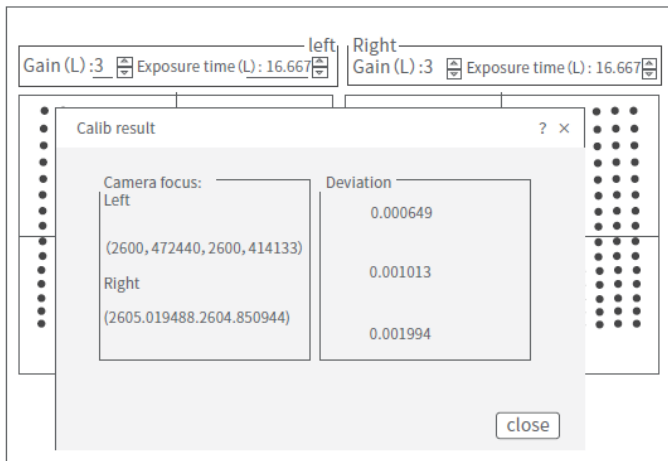 left
Gain (L) :3 Exposure time (L) : 16.667
Right
Gain (L) :3 Exposure time (L) : 16.667
Calib result ? ×
Camera focus:
Left
(2600,472440,2600,414133)
Right
(2605.019488.2604.850944)
Deviation
0.000649
0.001013
0.001994
close